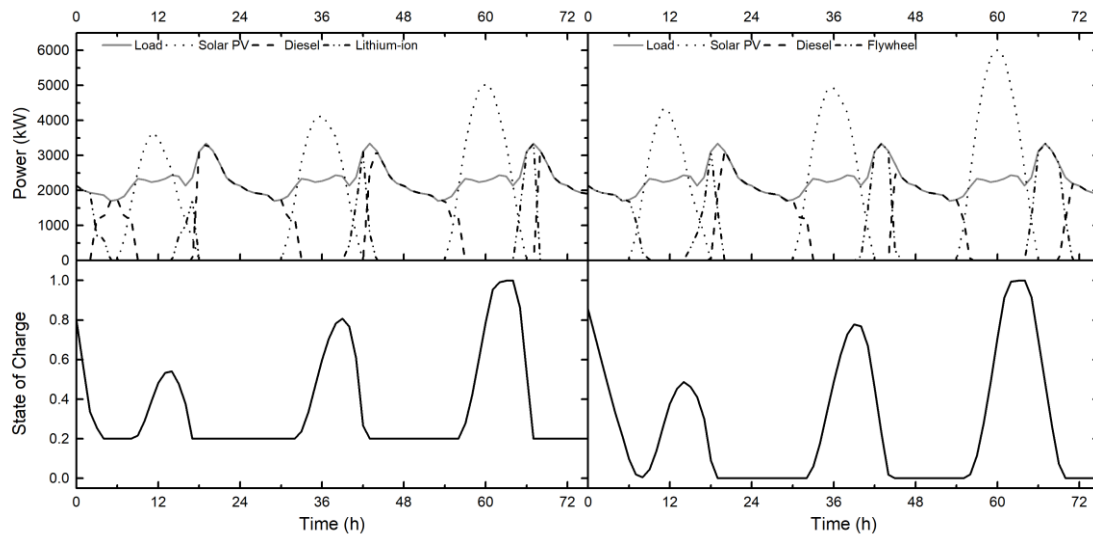 0 12 24 36 48 60 72 0 12 24 36 48 60 72
Load Solar PV Diesel Lithium-ion
Load Solar PV Diesel Flywheel
6000
5000
4000
3000
2000
1000
0
Power (kW)
1.0
0.8
0.6
0.4
0.2
0.0
State of Charge
0 12 24 36 48 60 72 0 12 24 36 48 60 72
Time (h) Time (h)